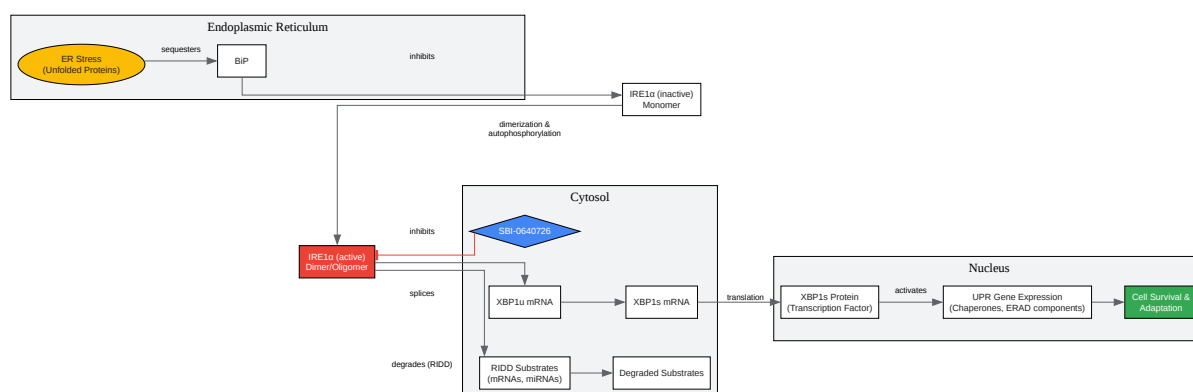 Endoplasmic Reticulum
ER Stress
(Unfolded Proteins)
sequesters
BiP
inhibits
IRE1α (inactive)
Monomer
dimerization &
autophosphorylation
Cytosol
SBI-0640726
inhibits
IRE1α (active)
Dimer/Oligomer
splices
XBP1u mRNA
XBP1s mRNA
translation
Nucleus
XBP1s Protein
(Transcription Factor)
activates
UPR Gene Expression
(Chaperones, ERAD components)
Cell Survival &
Adaptation
degrades (RIDD)
RIDD Substrates
(mRNAs, miRNAs)
Degraded Substrates